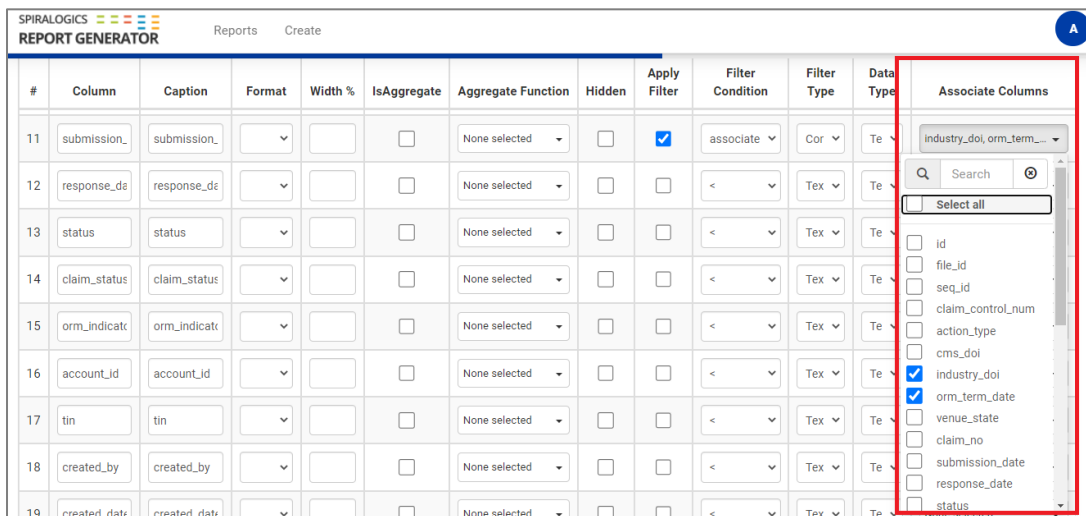 SPIRALOGICS
REPORT GENERATOR
Reports Create
A
# Column Caption Format Width % IsAggregate Aggregate Function Hidden Apply Filter Filter Condition Filter Type Data Type Associate Columns
11 submission_ submission_ None selected associate Cor Te industry_doi, orm_term_...
12 response_da response_da None selected < Tex Te
Search
Select all
13 status status None selected < Tex Te
id
file_id
14 claim_status claim_status None selected < Tex Te
seq_id
claim_control_num
15 orm_indicato orm_indicato None selected < Tex Te
action_type
cms_doi
16 account_id account_id None selected < Tex Te
industry_doi
orm_term_date
17 tin tin None selected < Tex Te
venue_state
claim_no
18 created_by created_by None selected < Tex Te
submission_date
response_date
19 created_date created_date None selected < Tex Te
status